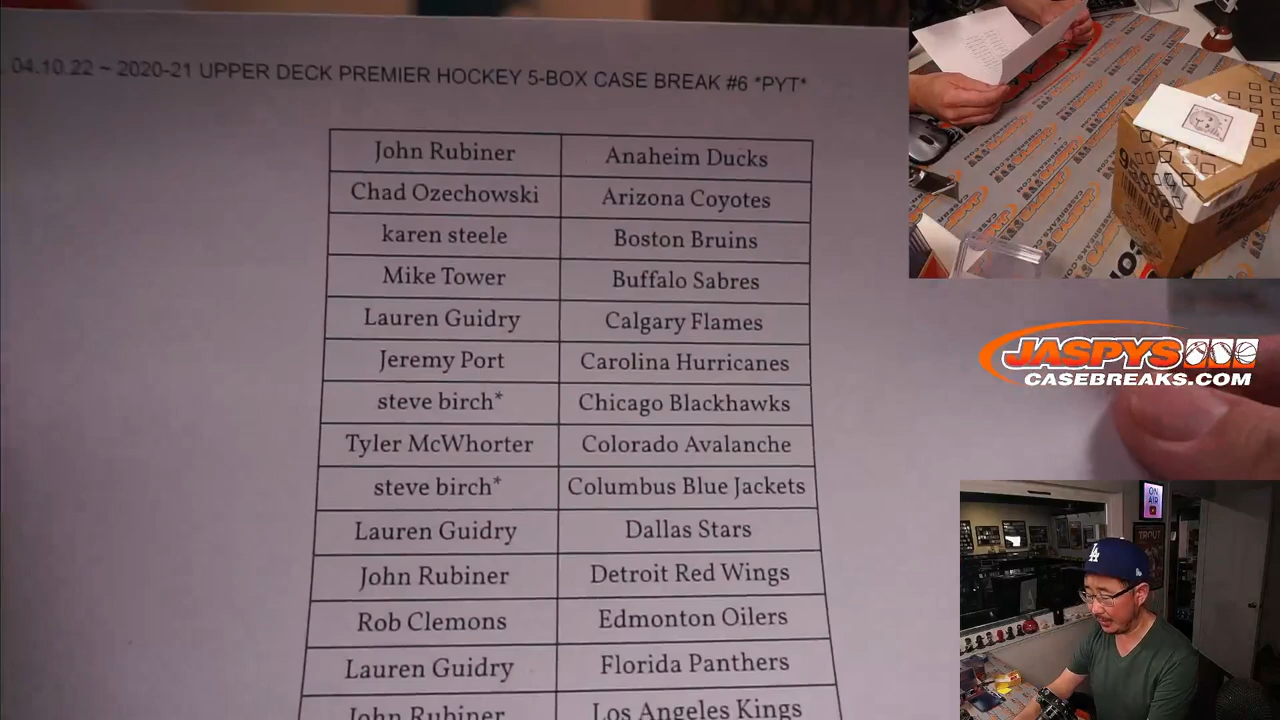 04.10.22 ~ 2020-21 UPPER DECK PREMIER HOCKEY 5-BOX CASE BREAK #6 *PYT*
John Rubiner Anaheim Ducks
Chad Ozechowski Arizona Coyotes
karen steele Boston Bruins
Mike Tower Buffalo Sabres
Lauren Guidry Calgary Flames
Jeremy Port Carolina Hurricanes
steve birch* Chicago Blackhawks
Tyler McWhorter Colorado Avalanche
steve birch* Columbus Blue Jackets
Lauren Guidry Dallas Stars
John Rubiner Detroit Red Wings
Rob Clemons Edmonton Oilers
Lauren Guidry Florida Panthers
John Rubiner Los Angeles Kings
JASPYS
CASEBREAKS.COM
ON
AIR
TROUT
LA